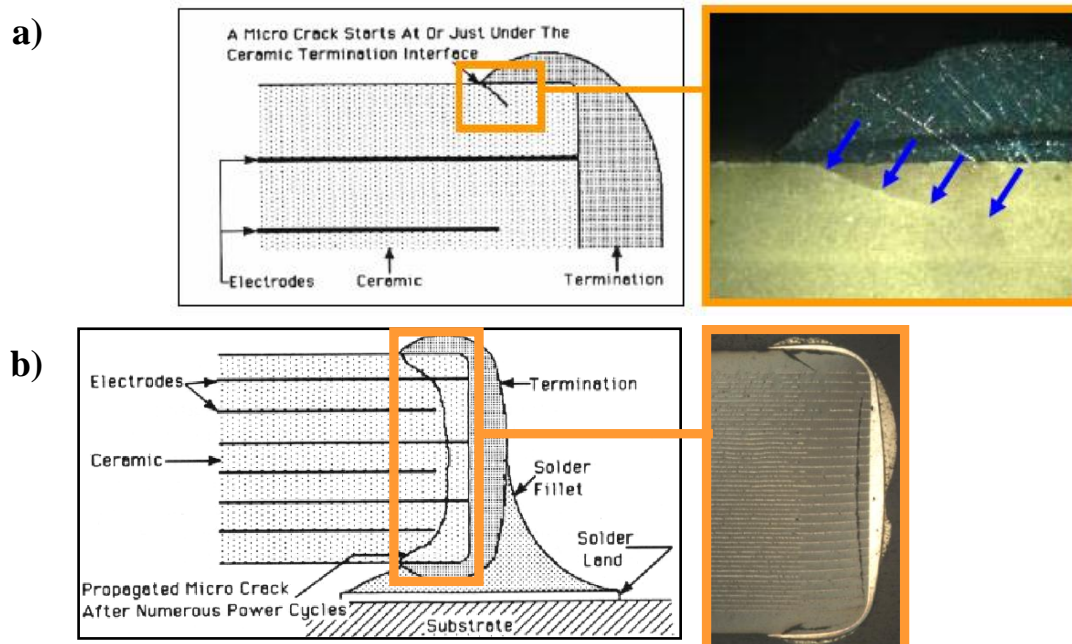 a)
A Micro Crack Starts At Or Just Under The
Ceramic Termination Interface
Electrodes
Ceramic
Termination
b)
Electrodes
Termination
Ceramic
Solder
Fillet
Solder
Land
Propagated Micro Crack
After Numerous Power Cycles
Substrate